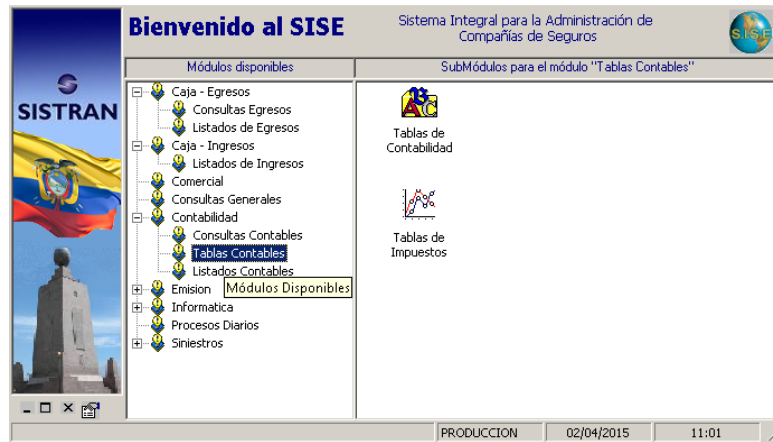 Bienvenido al SISE
Sistema Integral para la Administración de
Compañías de Seguros
S.I.S.E
Módulos disponibles
SubMódulos para el módulo "Tablas Contables"
SISTRAN
Caja - Egresos
Consultas Egresos
Listados de Egresos
Caja - Ingresos
Listados de Ingresos
Comercial
Consultas Generales
Contabilidad
Consultas Contables
Tablas Contables
Listados Contables
Emision
Módulos Disponibles
Informatica
Procesos Diarios
Siniestros
Tablas de
Contabilidad
Tablas de
Impuestos
PRODUCCION
02/04/2015
11:01